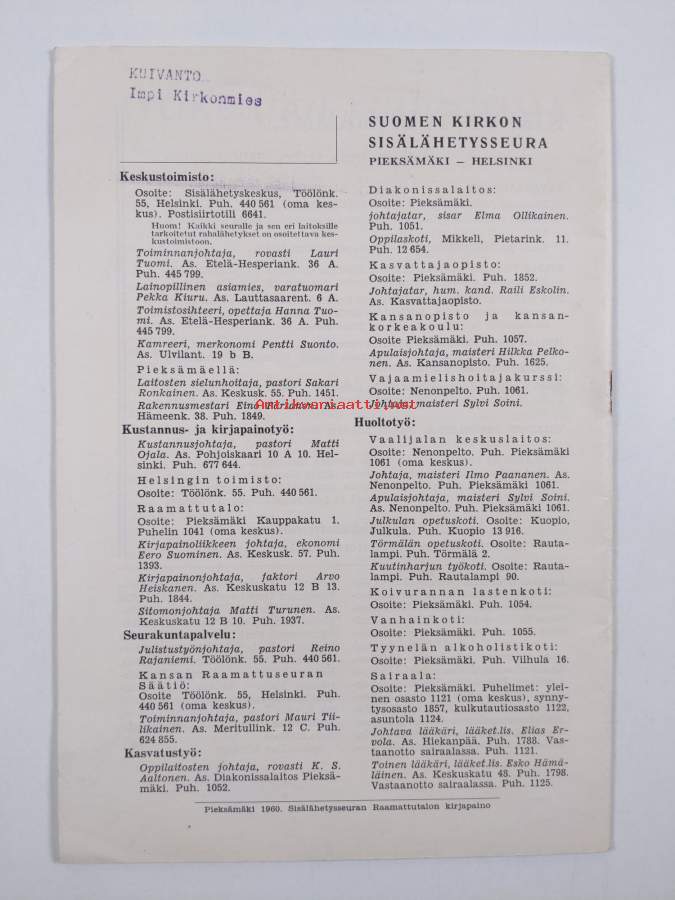 KUIVANTO
Impi Kirkonmies
Keskustoimisto:
Osoite: Sisälähetyskeskus, Töölönk.
55, Helsinki. Puh. 440 561 (oma kes-
kus). Postisiirtotili 6641.
Huom! Kaikki seuralle ja sen eri laitoksille
tarkoitetut rahalähetykset on osoitettava kes-
kustoimistoon.
Toiminnanjohtaja, rovasti Lauri
Tuomi. As. Etelä-Hesperiank. 36 A.
Puh. 445 799.
Lainopillinen asiamies, varatuomari
Pekka Kiuru. As. Lauttasaarent. 6 A.
Toimistosihteeri, opettaja Hanna Tuo-
mi. As. Etelä-Hesperiank. 36 A. Puh.
445 799.
Kamreeri, merkonomi Pentti Suonto.
As. Ulvilant. 19 b B.
Pieksämäellä:
Laitosten sielunhoitaja, pastori Sakari
Ronkainen. As. Keskusk. 55. Puh. 1451.
Rakennusmestari Eino As.
Hämeenk. 38. Puh. 1849.
Kustannus- ja kirjapainotyö:
Kustannusjohtaja, pastori Matti
Ojala. As. Pohjoiskaari 10 A 10. Hel-
sinki. Puh. 677 644.
Helsingin toimisto:
Osoite: Töölönk. 55. Puh. 440 561.
Raamattutalo:
Osoite: Pieksämäki Kauppakatu 1.
Puhelin 1041 (oma keskus).
Kirjapainoliikkeen johtaja, ekonomi
Eero Suominen. As. Keskusk. 57. Puh.
1393.
Kirjapainonjohtaja, faktori Arvo
Heiskanen. As. Keskuskatu 12 B 13.
Puh. 1844.
Sitomonjohtaja Matti Turunen. As.
Keskuskatu 12 B 10. Puh. 1937.
Seurakuntapalvelu:
Julistustyönjohtaja, pastori Reino
Rajaniemi. Töölönk. 55. Puh. 440 561.
Kansan Raamattuseuran
Säätiö:
Osoite Töölönk. 55, Helsinki. Puh.
440 561 (oma keskus).
Toiminnanjohtaja, pastori Mauri Tii-
likainen. As. Meritullink. 12 C. Puh.
624 855.
Kasvatustyö:
Oppilaitosten johtaja, rovasti K. S.
Aaltonen. As. Diakonissalaitos Pieksä-
mäki. Puh. 1052.
SUOMEN KIRKON
SISÄLÄHETYSSEURA
PIEKSÄMÄKI – HELSINKI
Diakonissalaitos:
Osoite: Pieksämäki.
johtajatar, sisar Elma Ollikainen.
Puh. 1051.
Oppilaskoti, Mikkeli, Pietarink. 11.
Puh. 12 654.
Kasvattajaopisto:
Osoite: Pieksämäki. Puh. 1852.
Johtajatar, hum. kand. Raili Eskolin.
As. Kasvattajaopisto.
Kansanopisto ja kansan-
korkeakoulu:
Osoite Pieksämäki. Puh. 1057.
Apulaisjohtaja, maisteri Hilkka Pelko-
nen. As. Kansanopisto. Puh. 1625.
Vajaamielishoitajakurssi:
Osoite: Nenonpelto. Puh. 1061.
Johtaja, maisteri Sylvi Soini.
Antikvariaatti.net
Huoltotyö:
Vaalijalan keskuslaitos:
Osoite: Nenonpelto. Puh. Pieksämäki
1061 (oma keskus).
Johtaja, maisteri Ilmo Paananen. As.
Nenonpelto. Puh. Pieksämäki 1061.
Apulaisjohtaja, maisteri Sylvi Soini.
As. Nenonpelto. Puh. Pieksämäki 1061.
Julkulan opetuskoti. Osoite: Kuopio,
Julkula. Puh. Kuopio 13 916.
Törmälän opetuskoti. Osoite: Rauta-
lampi. Puh. Törmälä 2.
Kuutinharjun työkoti. Osoite: Rauta-
lampi. Puh. Rautalampi 90.
Koivurannan lastenkoti:
Osoite: Pieksämäki. Puh. 1054.
Vanhainkoti:
Osoite: Pieksämäki. Puh. 1055.
Tyynelän alkoholistikoti:
Osoite: Pieksämäki. Puh. Vilhula 16.
Sairaala:
Osoite: Pieksämäki. Puhelimet: ylei-
nen osasto 1121 (oma keskus), synny-
tysosasto 1857, kulkutautiosasto 1122,
asuntola 1124.
Johtava lääkäri, lääket.lis. Elias Er-
vola. As. Hiekanpää. Puh. 1788. Vas-
taanotto sairaalassa. Puh. 1121.
Toinen lääkäri, lääket.lis. Esko Hämä-
läinen. As. Keskuskatu 48. Puh. 1798.
Vastaanotto sairaalassa. Puh. 1125.
Pieksämäki 1960. Sisälähetysseuran Raamattutalon kirjapaino